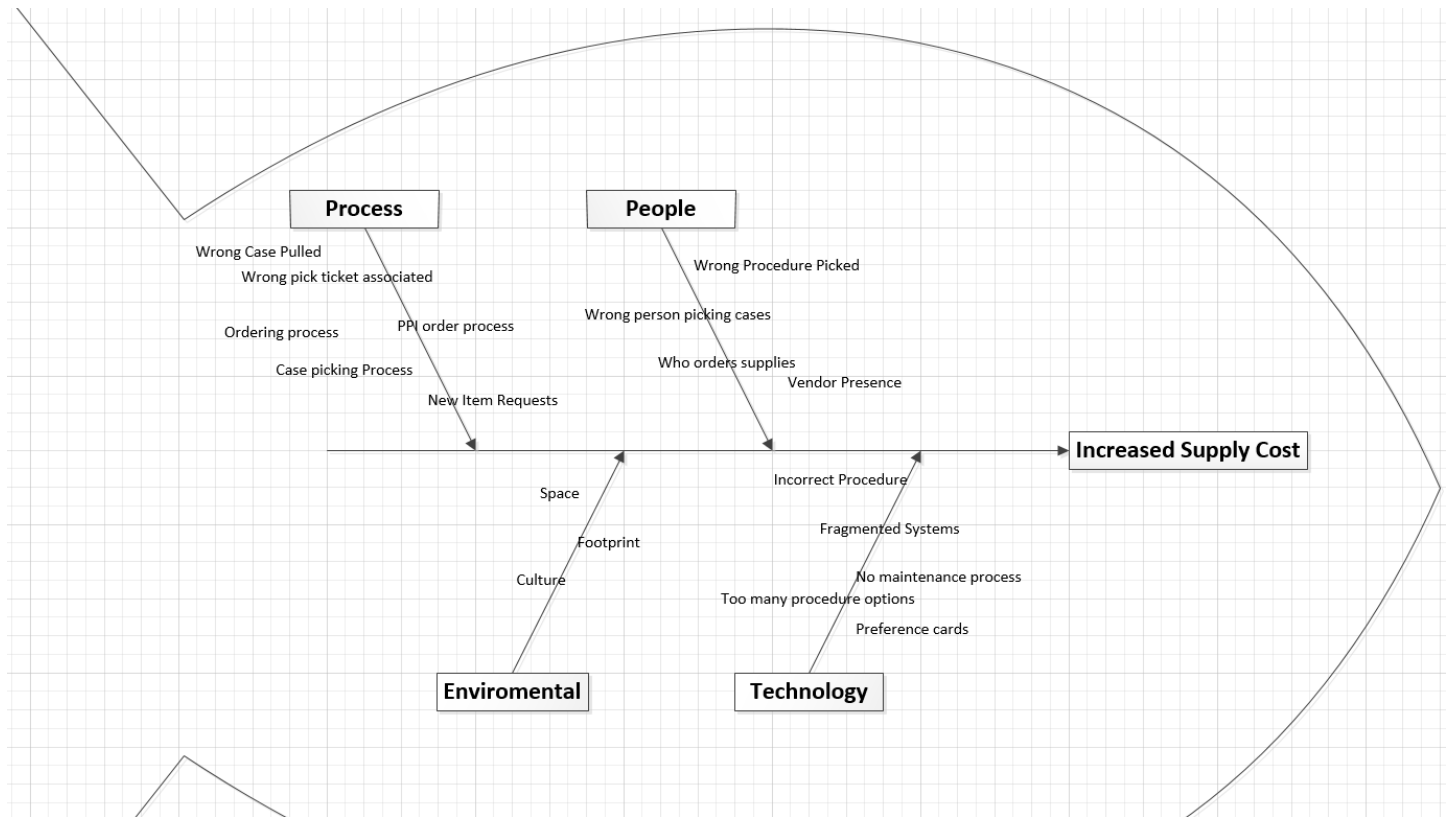 Process
People
Wrong Case Pulled
Wrong pick ticket associated
Ordering process
PPI order process
Case picking Process
New Item Requests
Wrong Procedure Picked
Wrong person picking cases
Who orders supplies
Vendor Presence
Increased Supply Cost
Space
Footprint
Culture
Incorrect Procedure
Fragmented Systems
No maintenance process
Too many procedure options
Preference cards
Enviromental
Technology